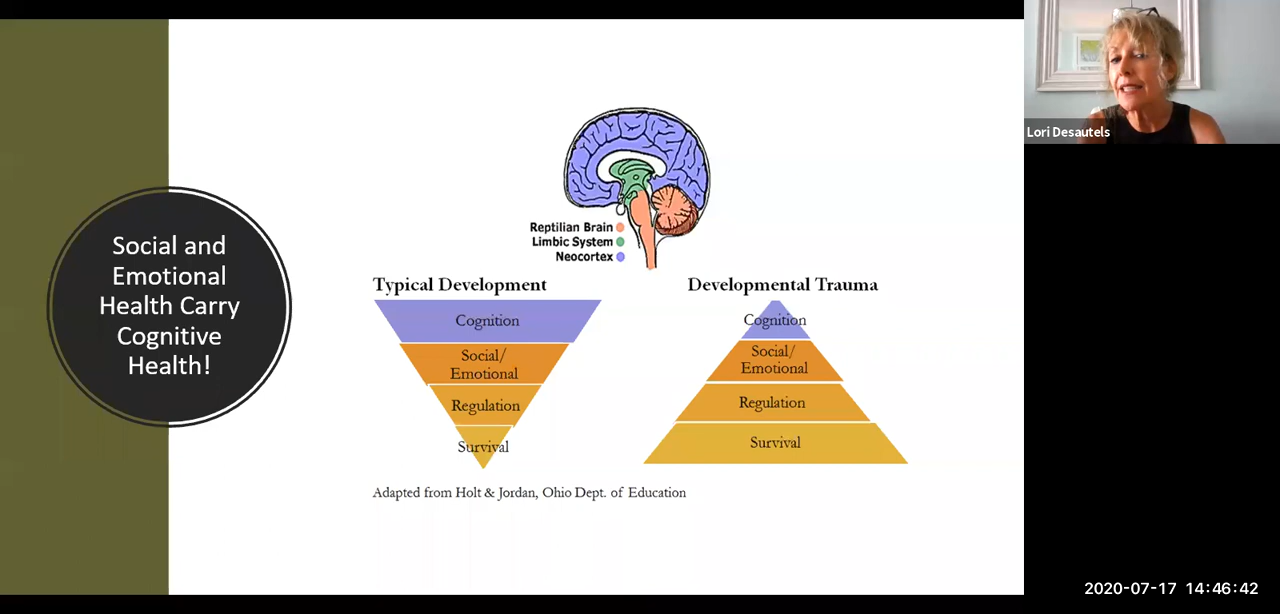 Social and
Emotional
Health Carry
Cognitive
Health!
Reptilian Brain
Limbic System
Neocortex
Typical Development
Cognition
Social/
Emotional
Regulation
Survival
Developmental Trauma
Cognition
Social/
Emotional
Regulation
Survival
Adapted from Holt & Jordan, Ohio Dept. of Education
Lori Desautels
2020-07-17 14:46:42